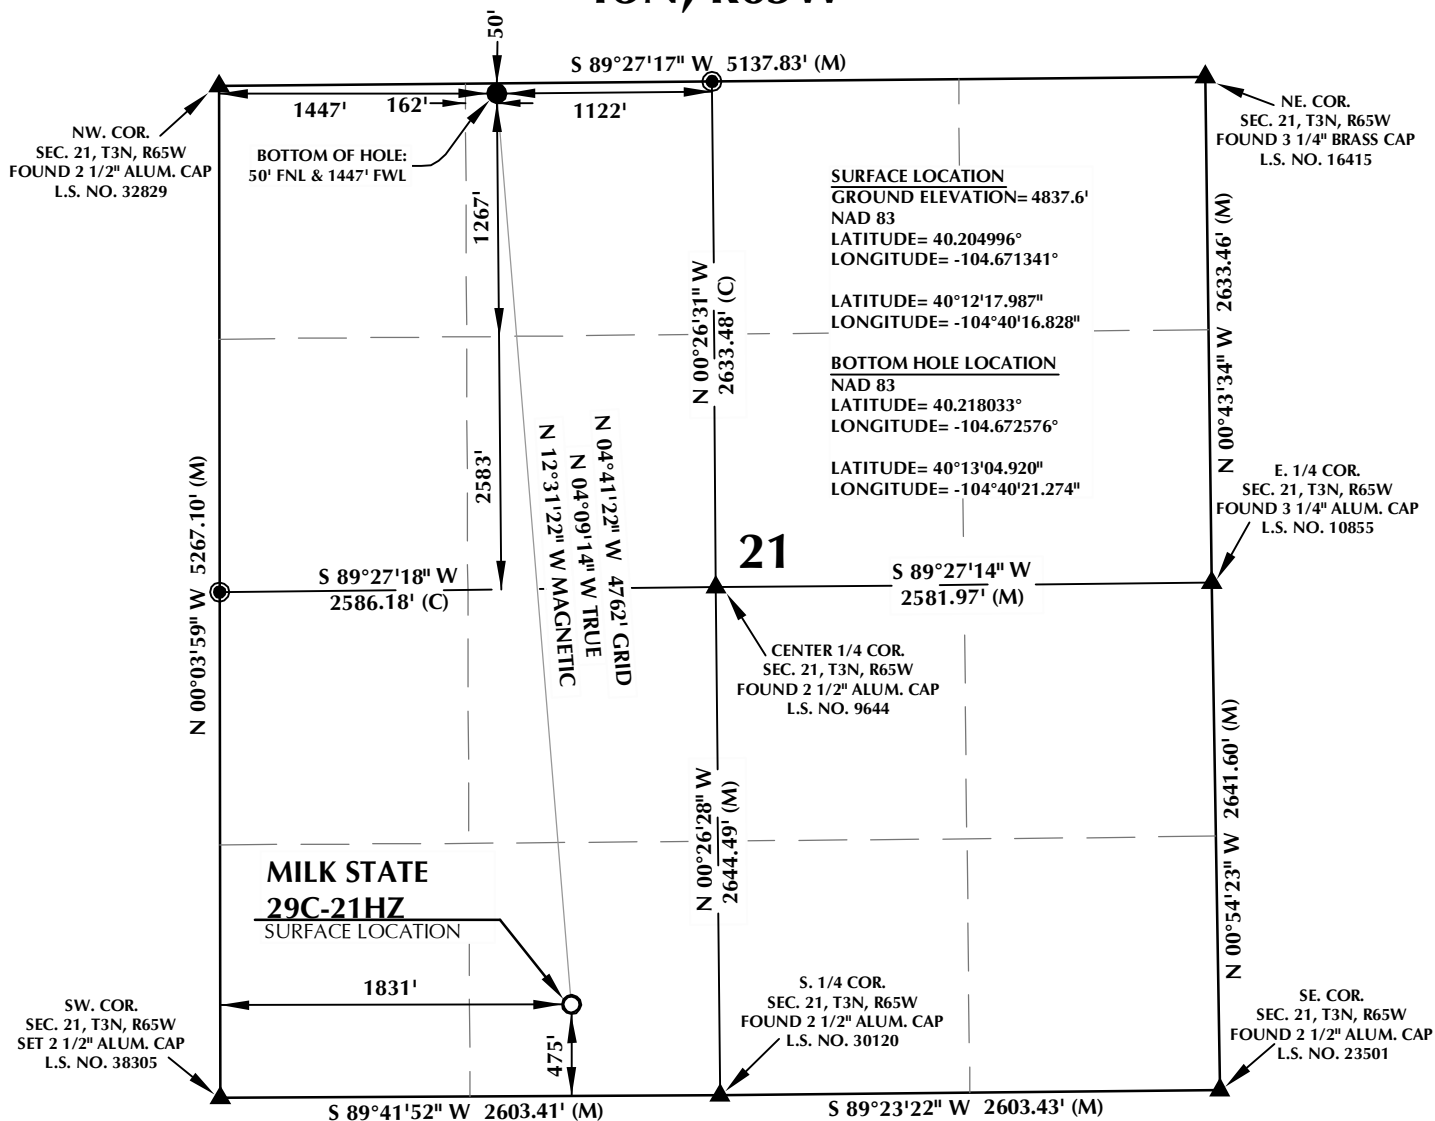 50'
S 89°27'17" W 5137.83' (M)
1447'
162'
1122'
NW. COR.
SEC. 21, T3N, R65W
FOUND 2 1/2" ALUM. CAP
L.S. NO. 32829
BOTTOM OF HOLE:
50' FNL & 1447' FWL
NE. COR.
SEC. 21, T3N, R65W
FOUND 3 1/4" BRASS CAP
L.S. NO. 16415
SURFACE LOCATION
GROUND ELEVATION= 4837.6'
NAD 83
LATITUDE= 40.204996°
LONGITUDE= -104.671341°
LATITUDE= 40°12'17.987"
LONGITUDE= -104°40'16.828"
BOTTOM HOLE LOCATION
NAD 83
LATITUDE= 40.218033°
LONGITUDE= -104.672576°
LATITUDE= 40°13'04.920"
LONGITUDE= -104°40'21.274"
1267'
N 00°26'31" W
2633.48' (C)
N 00°43'34" W 2633.46' (M)
2583'
N 04°41'22" W 4762' GRID
N 04°09'14" W TRUE
N 12°31'22" W MAGNETIC
N 00°03'59" W 5267.10' (M)
E. 1/4 COR.
SEC. 21, T3N, R65W
FOUND 3 1/4" ALUM. CAP
L.S. NO. 10855
21
S 89°27'18" W
2586.18' (C)
S 89°27'14" W
2581.97' (M)
CENTER 1/4 COR.
SEC. 21, T3N, R65W
FOUND 2 1/2" ALUM. CAP
L.S. NO. 9644
N 00°26'28" W
2644.49' (M)
N 00°54'23" W 2641.60' (M)
MILK STATE
29C-21HZ
SURFACE LOCATION
1831'
475'
SW. COR.
SEC. 21, T3N, R65W
SET 2 1/2" ALUM. CAP
L.S. NO. 38305
S. 1/4 COR.
SEC. 21, T3N, R65W
FOUND 2 1/2" ALUM. CAP
L.S. NO. 30120
SE. COR.
SEC. 21, T3N, R65W
FOUND 2 1/2" ALUM. CAP
L.S. NO. 23501
S 89°41'52" W 2603.41' (M)
S 89°23'22" W 2603.43' (M)